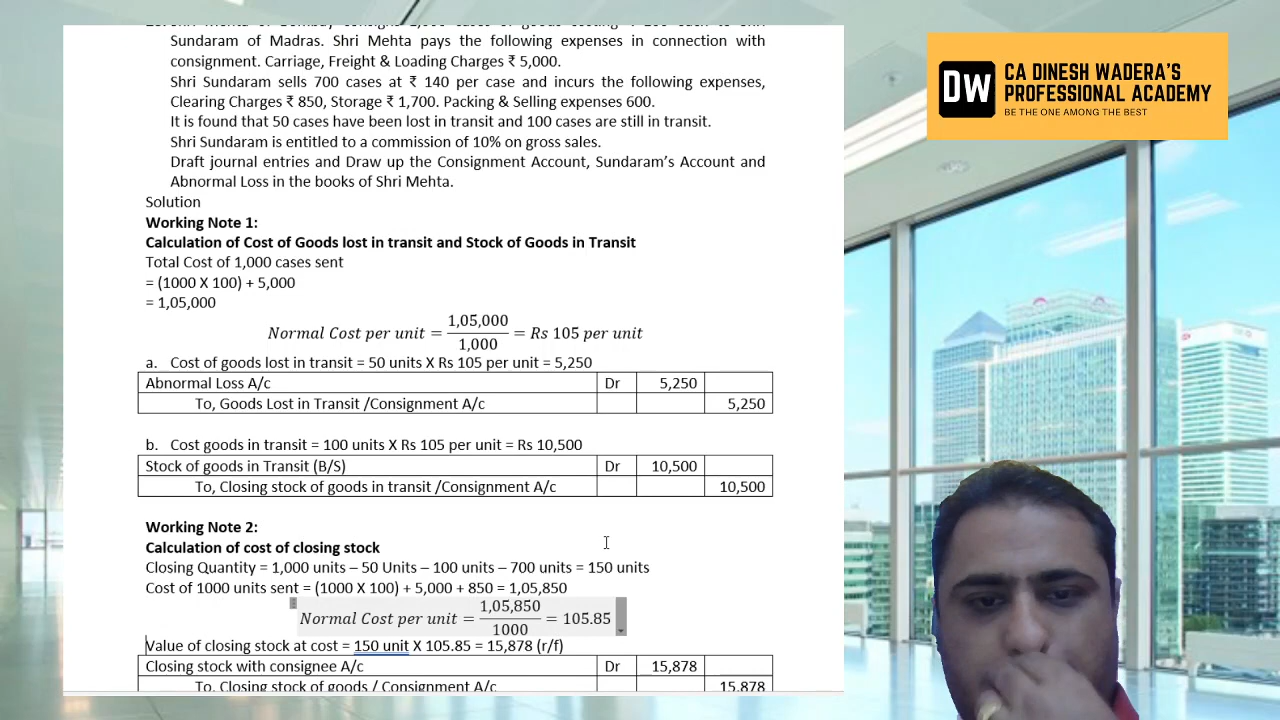 Sundaram of Madras. Shri Mehta pays the following expenses in connection with
consignment. Carriage, Freight & Loading Charges ₹ 5,000.
Shri Sundaram sells 700 cases at ₹ 140 per case and incurs the following expenses,
Clearing Charges ₹ 850, Storage ₹ 1,700. Packing & Selling expenses 600.
It is found that 50 cases have been lost in transit and 100 cases are still in transit.
Shri Sundaram is entitled to a commission of 10% on gross sales.
Draft journal entries and Draw up the Consignment Account, Sundaram's Account and
Abnormal Loss in the books of Shri Mehta.
Solution
Working Note 1:
Calculation of Cost of Goods lost in transit and Stock of Goods in Transit
Total Cost of 1,000 cases sent
= (1000 X 100) + 5,000
= 1,05,000
Normal Cost per unit = 1,05,000 / 1,000 = Rs 105 per unit
a. Cost of goods lost in transit = 50 units X Rs 105 per unit = 5,250
Abnormal Loss A/c Dr 5,250
To, Goods Lost in Transit /Consignment A/c 5,250
b. Cost goods in transit = 100 units X Rs 105 per unit = Rs 10,500
Stock of goods in Transit (B/S) Dr 10,500
To, Closing stock of goods in transit /Consignment A/c 10,500
Working Note 2:
Calculation of cost of closing stock
Closing Quantity = 1,000 units – 50 Units – 100 units – 700 units = 150 units
Cost of 1000 units sent = (1000 X 100) + 5,000 + 850 = 1,05,850
Normal Cost per unit = 1,05,850 / 1000 = 105.85
Value of closing stock at cost = 150 unit X 105.85 = 15,878 (r/f)
Closing stock with consignee A/c Dr 15,878
To, Closing stock of goods / Consignment A/c 15,878
DW
CA DINESH WADERA'S
PROFESSIONAL ACADEMY
BE THE ONE AMONG THE BEST